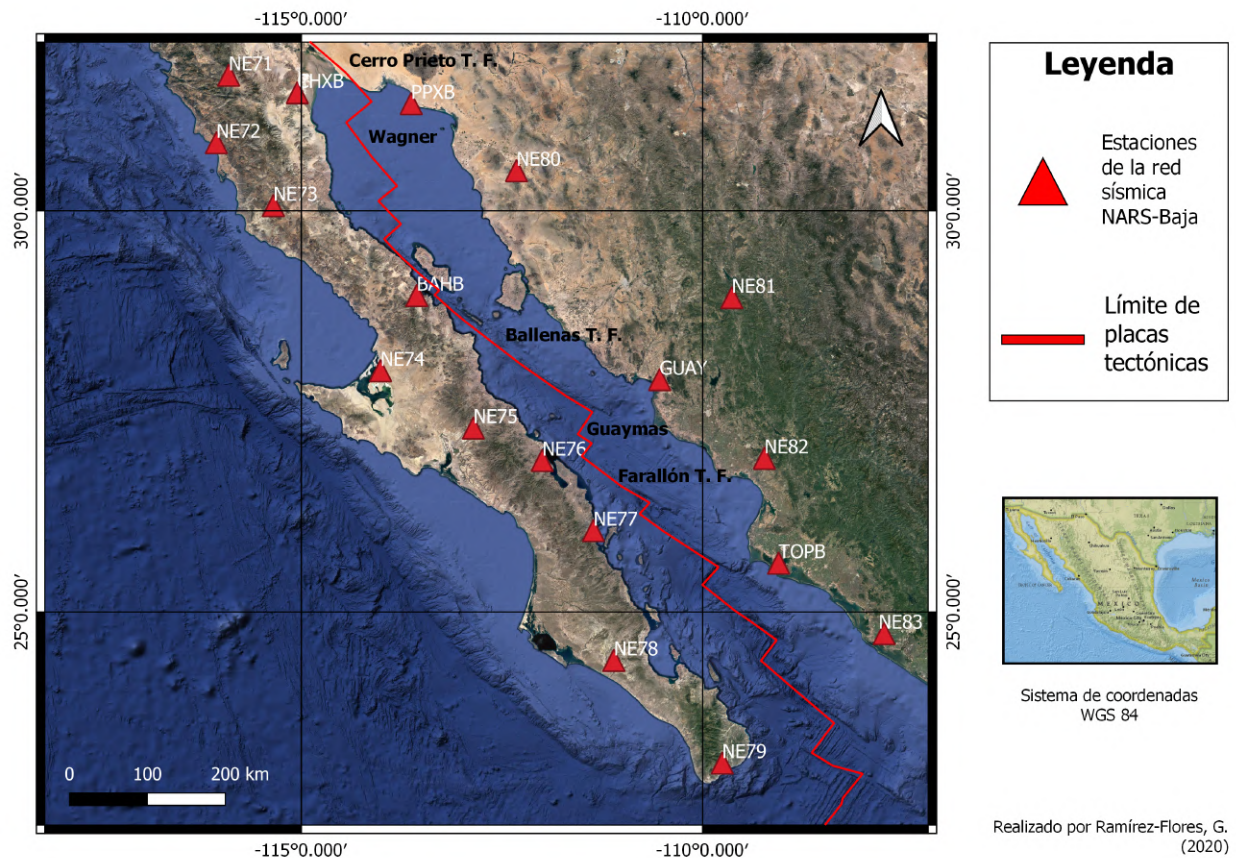 -115°0.000′
-110°0.000′
Cerro Prieto T. F.
NE71
PPXB
Wagner
NE72
NE80
30°0.000′
NE73
30°0.000′
BAHB
NE81
Ballenas T. F.
NE74
GUAY
NE75
Guaymas
NE76
NE82
Farallón T. F.
NE77
TOPB
25°0.000′
NE83
25°0.000′
NE78
NE79
0 100 200 km
-115°0.000′
-110°0.000′
Leyenda
Estaciones
de la red
sísmica
NARS-Baja
Límite de
placas
tectónicas
MEXICO
Sistema de coordenadas
WGS 84
Realizado por Ramírez-Flores, G.
(2020)